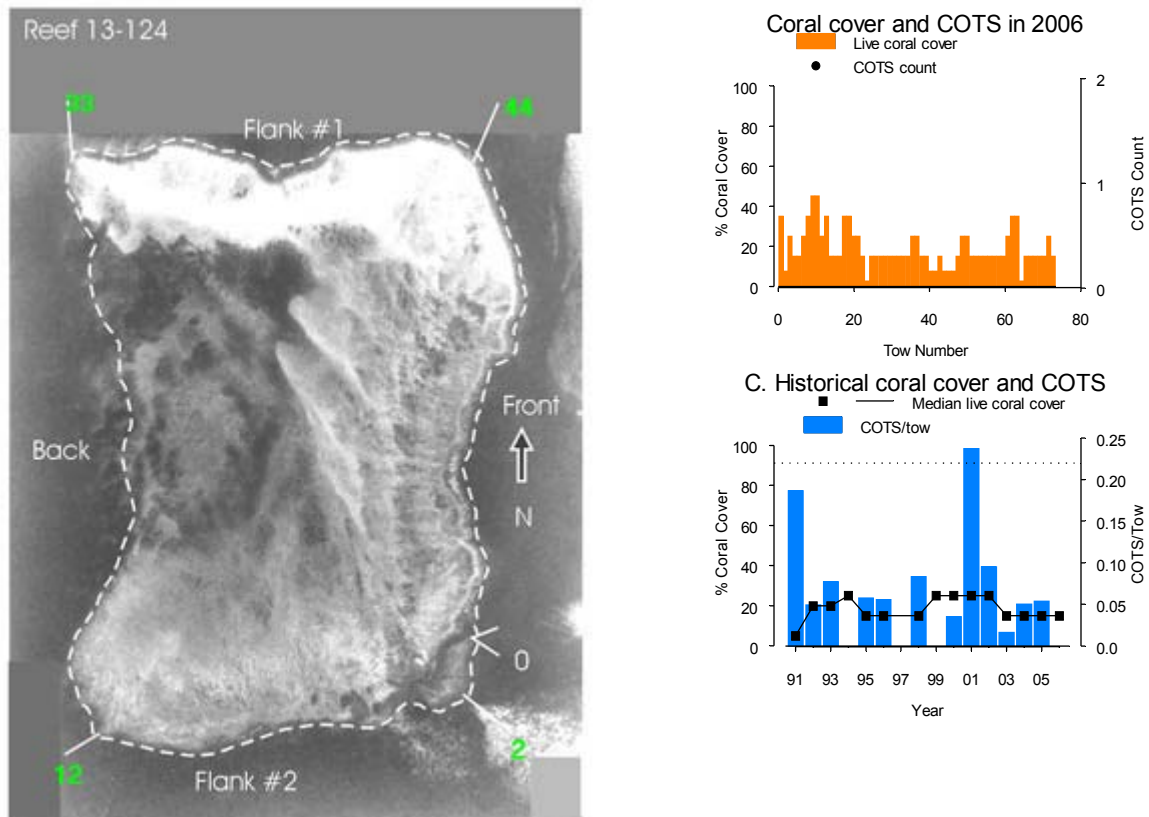 Reef 13-124
33
44
Flank #1
Front
Back
N
0
2
12
Flank #2
Coral cover and COTS in 2006
Live coral cover
COTS count
% Coral Cover
100
80
60
40
20
0
2
1
0
COTS Count
0 20 40 60 80
Tow Number
C. Historical coral cover and COTS
Median live coral cover
COTS/tow
% Coral Cover
100
80
60
40
20
0
0.25
0.20
0.15
0.10
0.05
0.0
COTS/Tow
91 93 95 97 99 01 03 05
Year